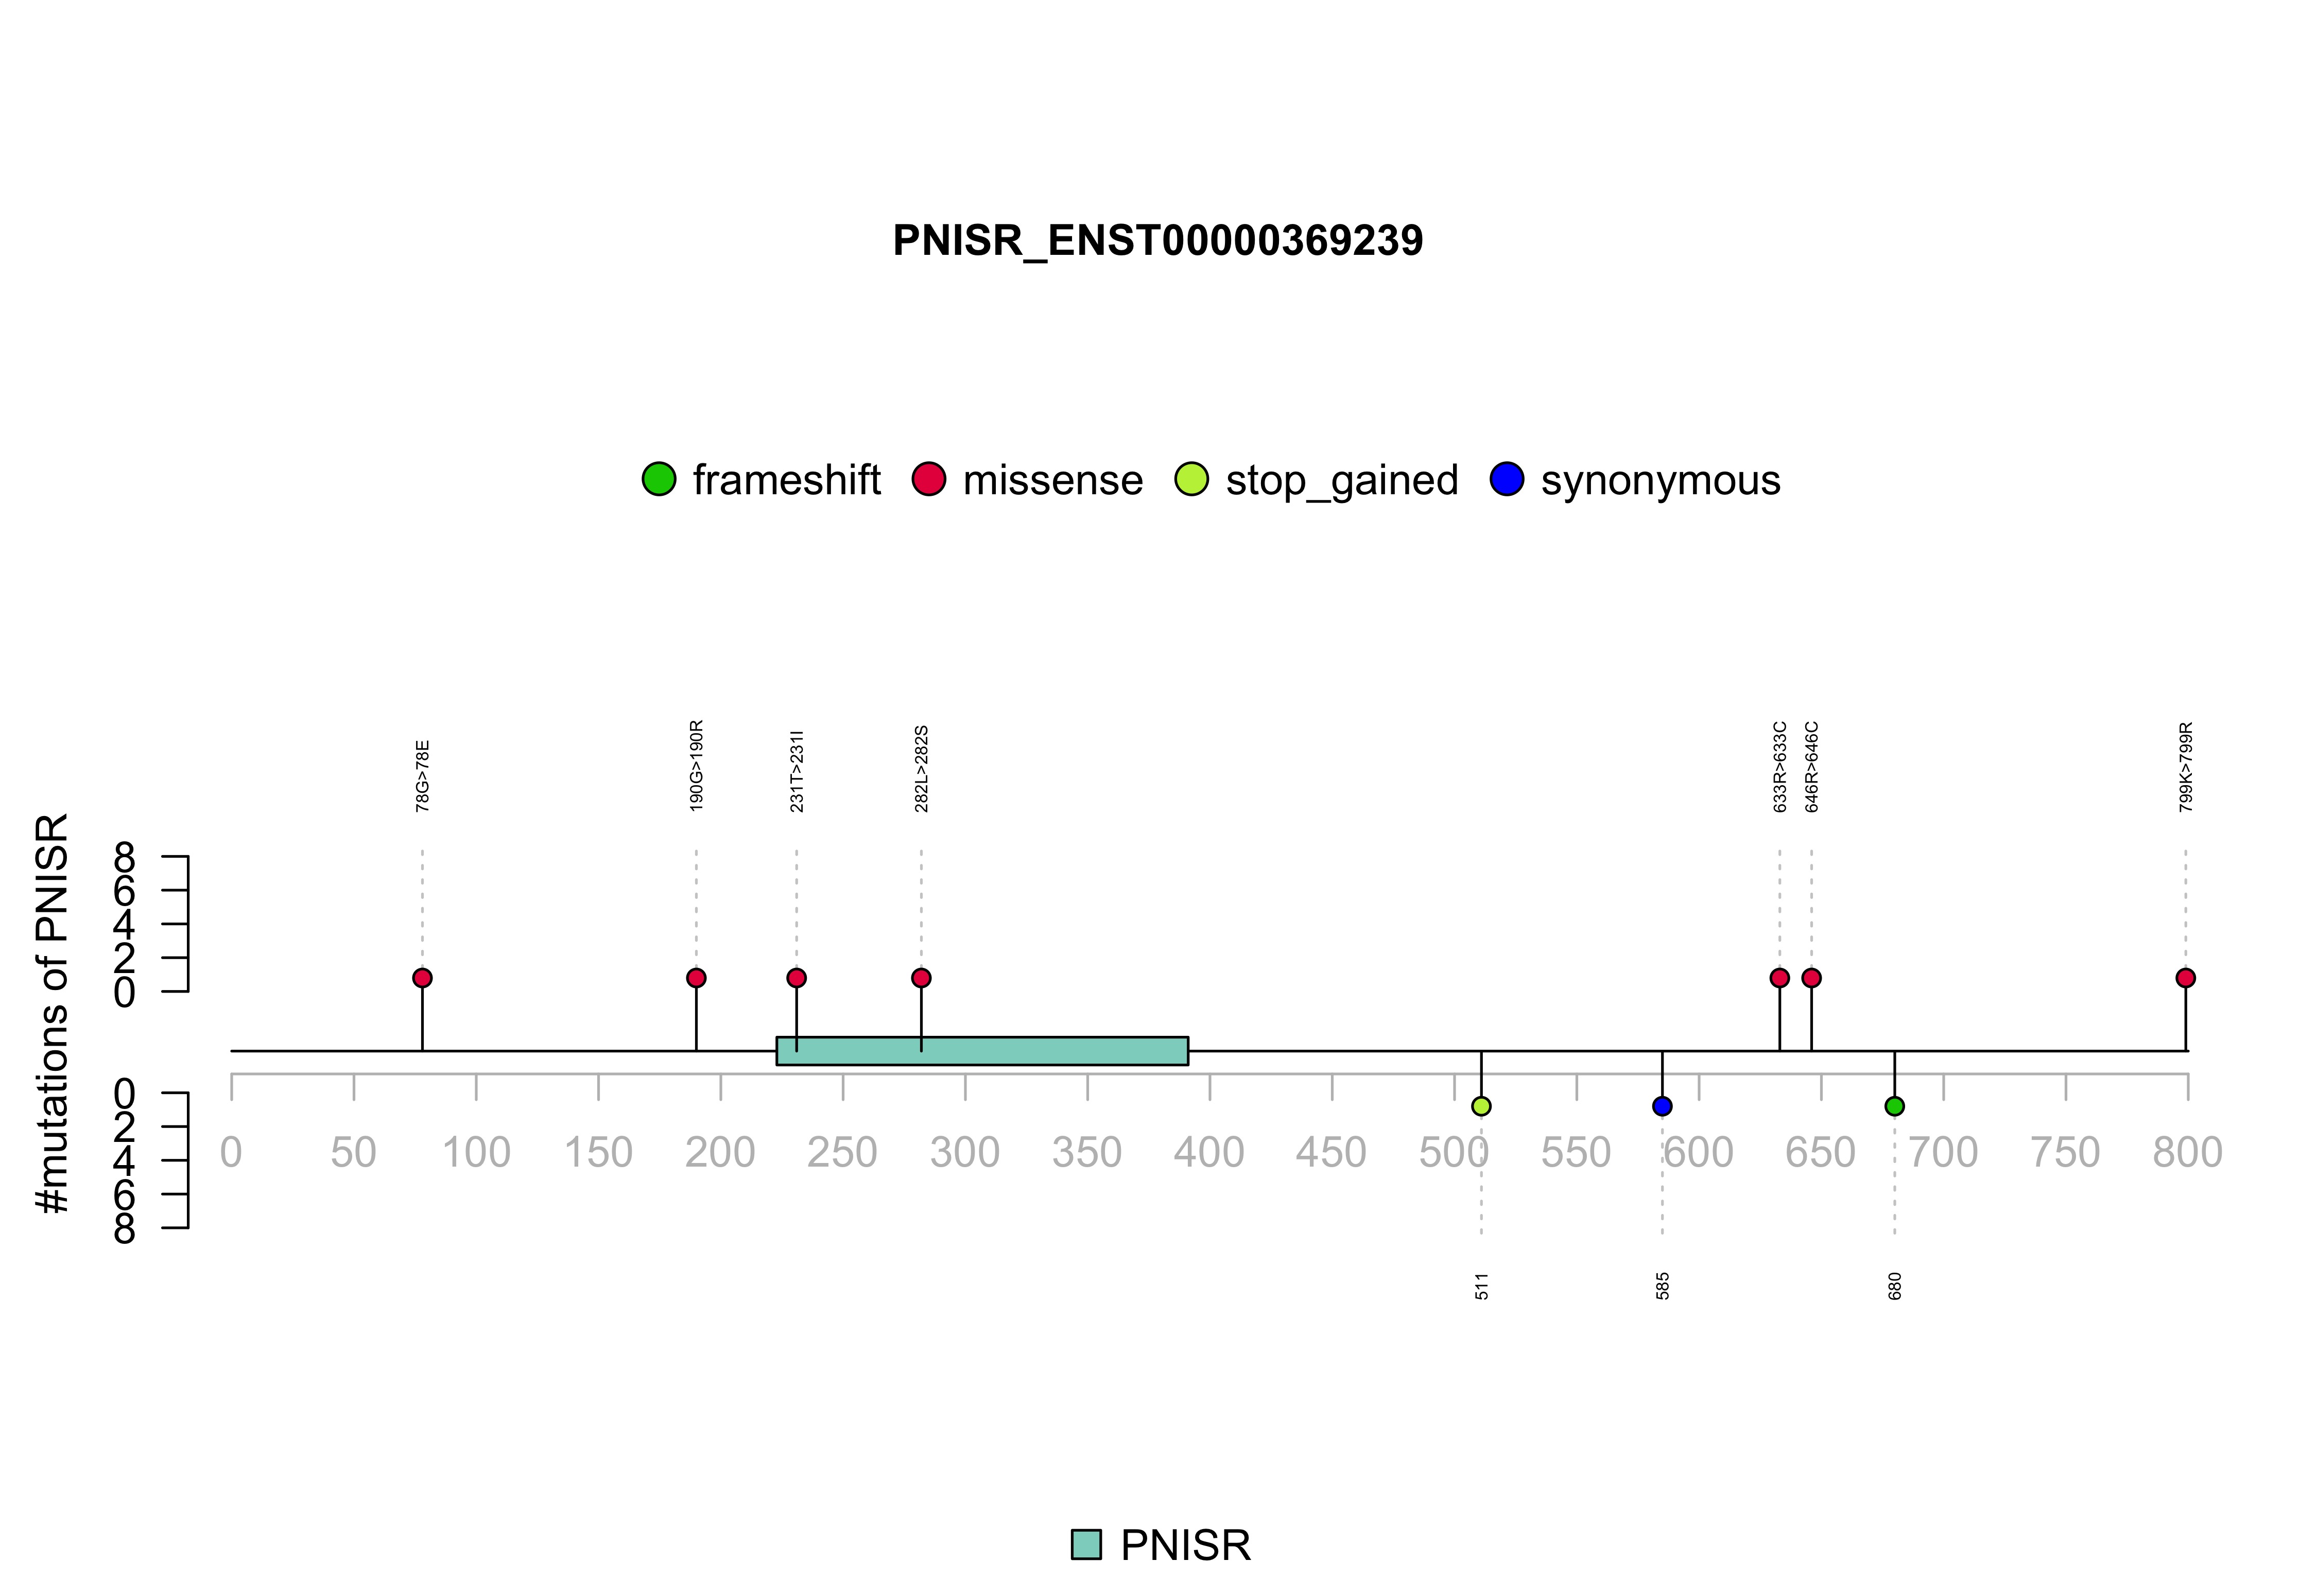 PNISR_ENST00000369239
frameshift missense stop_gained synonymous
78G>78E
190G>190R
231T>231I
282L>282S
633R>633C
646R>646C
799K>799R
#mutations of PNISR
8
6
4
2
0
0
2
4
6
8
0 50 100 150 200 250 300 350 400 450 500 550 600 650 700 750 800
511
585
680
PNISR